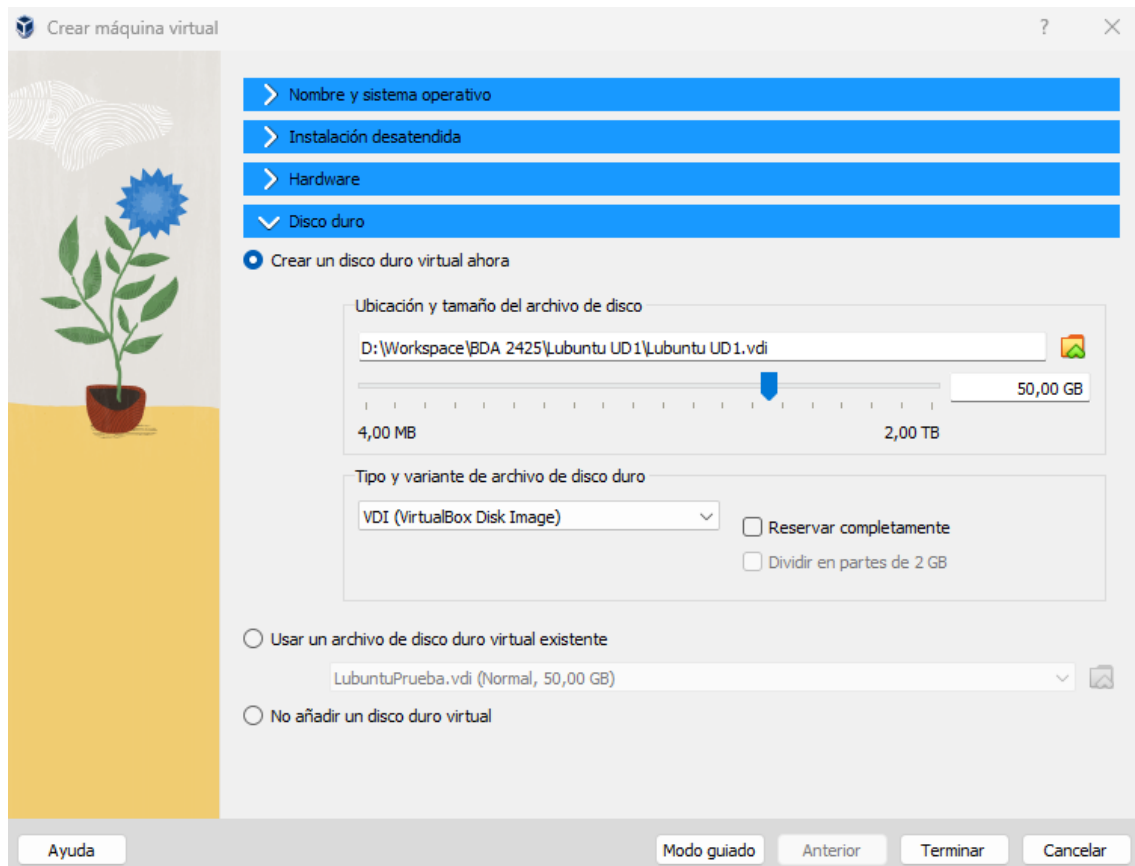 Crear máquina virtual
?
Nombre y sistema operativo
Instalación desatendida
Hardware
Disco duro
Crear un disco duro virtual ahora
Ubicación y tamaño del archivo de disco
D:\Workspace\BDA 2425\Lubuntu UD1\Lubuntu UD1.vdi
50,00 GB
4,00 MB 2,00 TB
Tipo y variante de archivo de disco duro
VDI (VirtualBox Disk Image)
Reservar completamente
Dividir en partes de 2 GB
Usar un archivo de disco duro virtual existente
LubuntuPrueba.vdi (Normal, 50,00 GB)
No añadir un disco duro virtual
Ayuda Modo guiado Anterior Terminar Cancelar